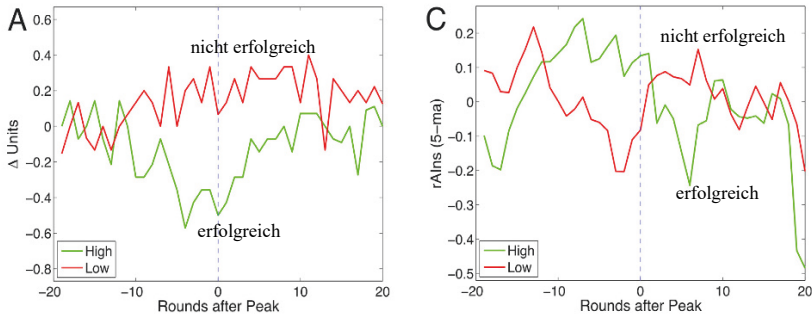 A
Δ Units
0.6
0.4
0.2
0
−0.2
−0.4
−0.6
−0.8
nicht erfolgreich
erfolgreich
High
Low
−20
−10
0
10
20
Rounds after Peak
C
rAIns (5−ma)
0.2
0.1
0
−0.1
−0.2
−0.3
−0.4
−0.5
nicht erfolgreich
erfolgreich
High
Low
−20
−10
0
10
20
Rounds after Peak